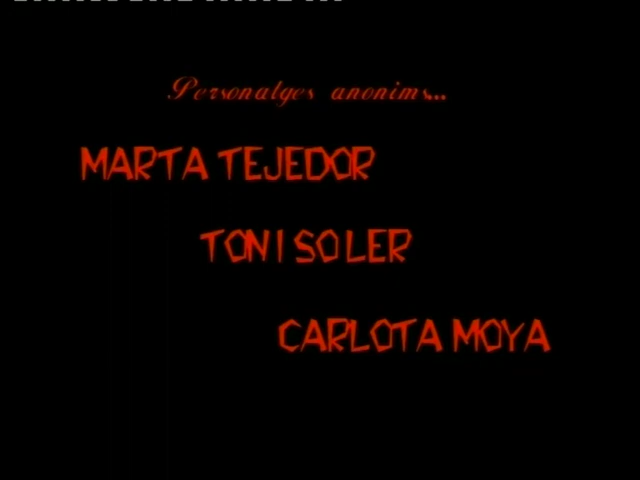 Personatges anonims...
MARTA TEJEDOR
TONI SOLER
CARLOTA MOYA